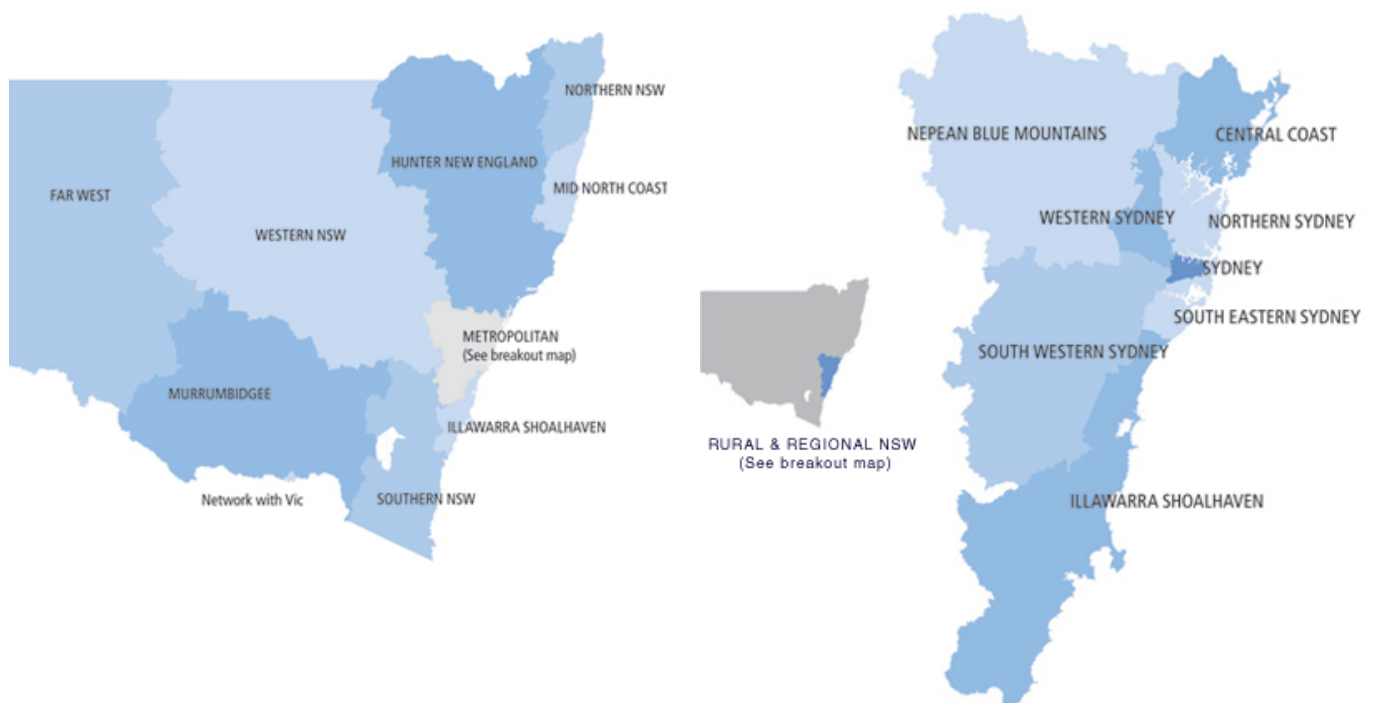 NORTHERN NSW
HUNTER NEW ENGLAND
MID NORTH COAST
FAR WEST
WESTERN NSW
METROPOLITAN
(See breakout map)
MURRUMBIDGEE
ILLAWARRA SHOALHAVEN
Network with Vic
SOUTHERN NSW
RURAL & REGIONAL NSW
(See breakout map)
NEPEAN BLUE MOUNTAINS
CENTRAL COAST
WESTERN SYDNEY
NORTHERN SYDNEY
SYDNEY
SOUTH EASTERN SYDNEY
SOUTH WESTERN SYDNEY
ILLAWARRA SHOALHAVEN